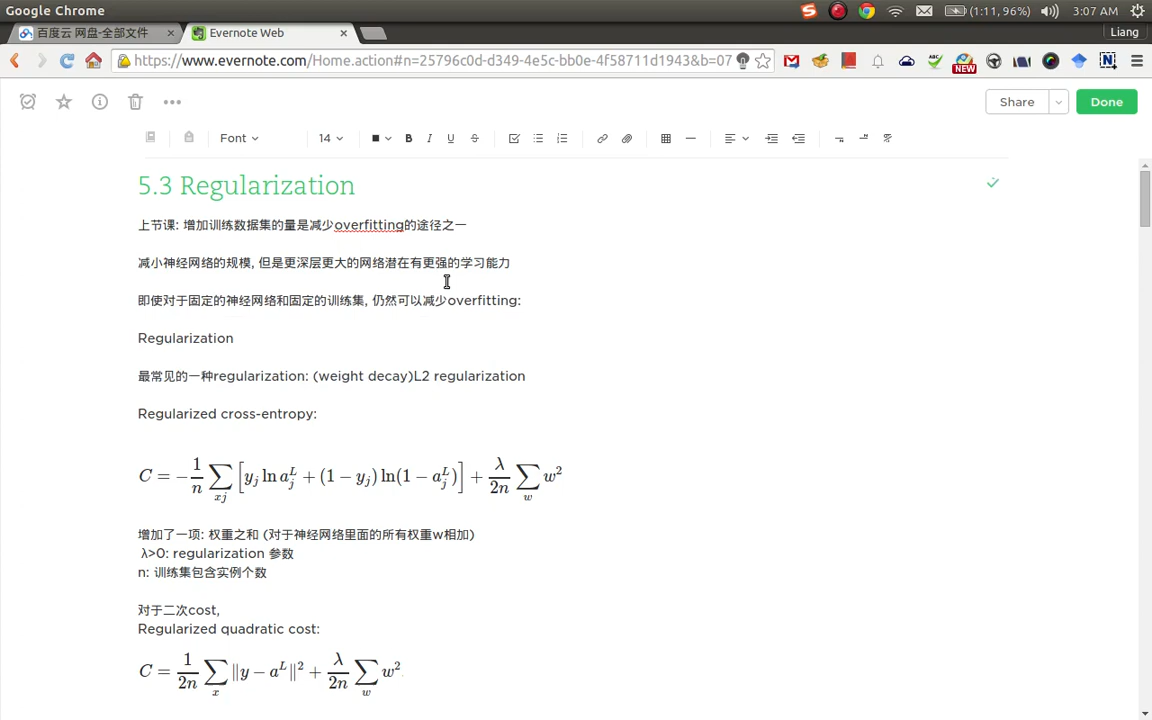 Google Chrome
(1:11, 96%)
3:07 AM
百度云 网盘-全部文件
Evernote Web
Liang
https://www.evernote.com/Home.action#n=25796c0d-d349-4e5c-bb0e-4f58711d1943&b=07
NEW
Share
Done
Font
14
B
I
U
5.3 Regularization
上节课: 增加训练数据集的量是减少overfitting的途径之一
减小神经网络的规模, 但是更深层更大的网络潜在有更强的学习能力
即使对于固定的神经网络和固定的训练集, 仍然可以减少overfitting:
Regularization
最常见的一种regularization: (weight decay)L2 regularization
Regularized cross-entropy:
C = −1/n ∑xj [yj ln a_j^L + (1 − yj) ln(1 − a_j^L)] + λ/2n ∑w w²
增加了一项: 权重之和 (对于神经网络里面的所有权重w相加)
λ>0: regularization 参数
n: 训练集包含实例个数
对于二次cost,
Regularized quadratic cost:
C = 1/2n ∑x ‖y − a^L‖² + λ/2n ∑w w²